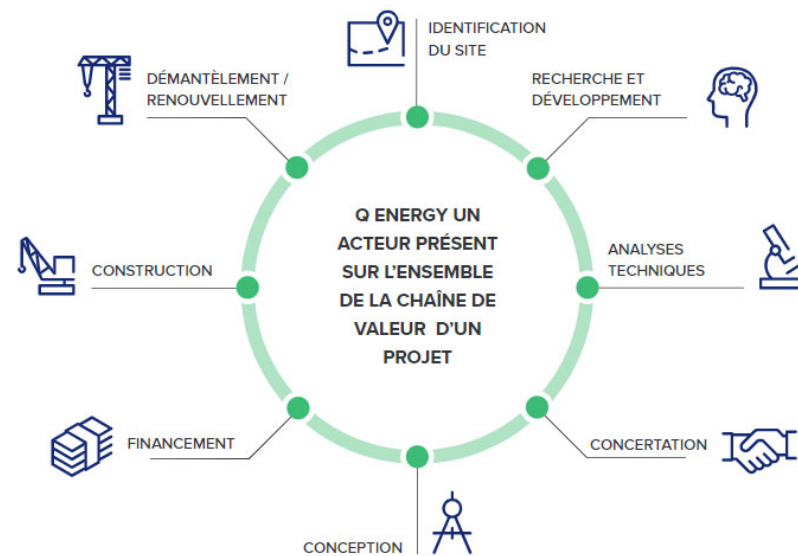 IDENTIFICATION
DU SITE
RECHERCHE ET
DÉVELOPPEMENT
ANALYSES
TECHNIQUES
CONCERTATION
CONCEPTION
FINANCEMENT
CONSTRUCTION
DÉMANTÈLEMENT /
RENOUVELLEMENT
Q ENERGY UN
ACTEUR PRÉSENT
SUR L’ENSEMBLE
DE LA CHAÎNE DE
VALEUR D’UN
PROJET